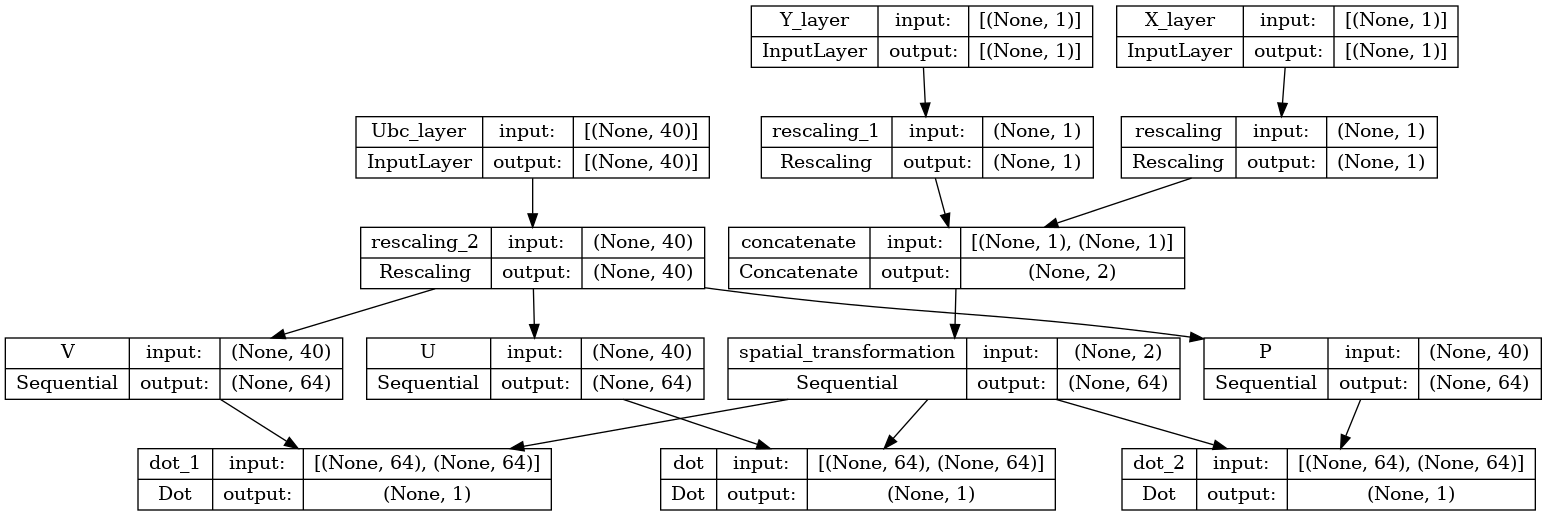 Y_layer input: [(None, 1)]
InputLayer output: [(None, 1)]
X_layer input: [(None, 1)]
InputLayer output: [(None, 1)]
Ubc_layer input: [(None, 40)]
InputLayer output: [(None, 40)]
rescaling_1 input: (None, 1)
Rescaling output: (None, 1)
rescaling input: (None, 1)
Rescaling output: (None, 1)
rescaling_2 input: (None, 40)
Rescaling output: (None, 40)
concatenate input: [(None, 1), (None, 1)]
Concatenate output: (None, 2)
V input: (None, 40)
Sequential output: (None, 64)
U input: (None, 40)
Sequential output: (None, 64)
spatial_transformation input: (None, 2)
Sequential output: (None, 64)
P input: (None, 40)
Sequential output: (None, 64)
dot_1 input: [(None, 64), (None, 64)]
Dot output: (None, 1)
dot input: [(None, 64), (None, 64)]
Dot output: (None, 1)
dot_2 input: [(None, 64), (None, 64)]
Dot output: (None, 1)